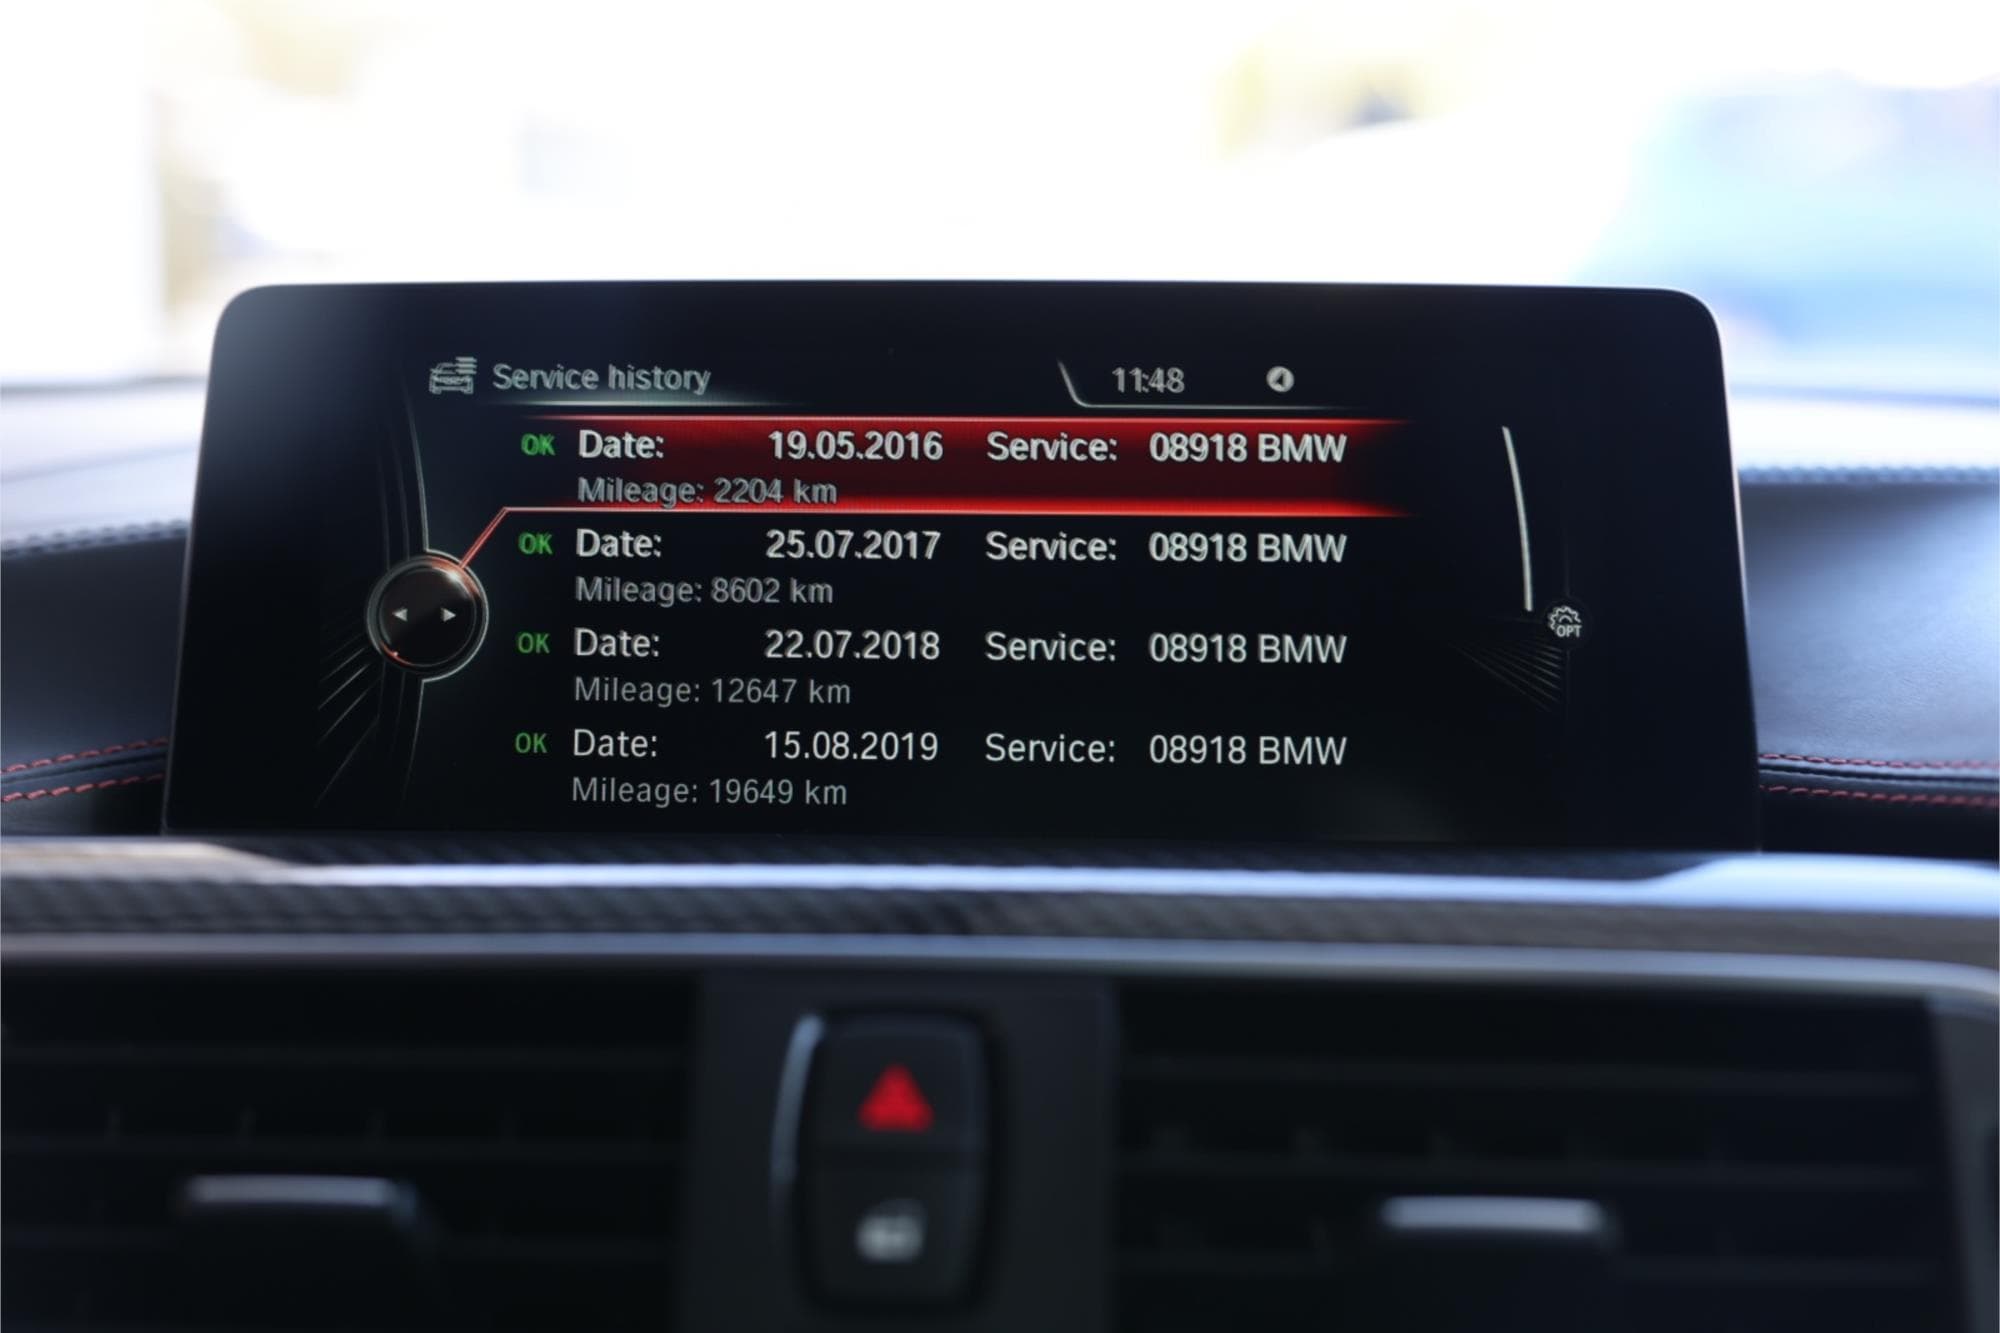 Service history 11:48
OK Date: 19.05.2016 Service: 08918 BMW
Mileage: 2204 km
OK Date: 25.07.2017 Service: 08918 BMW
Mileage: 8602 km
OK Date: 22.07.2018 Service: 08918 BMW
Mileage: 12647 km
OPT
OK Date: 15.08.2019 Service: 08918 BMW
Mileage: 19649 km